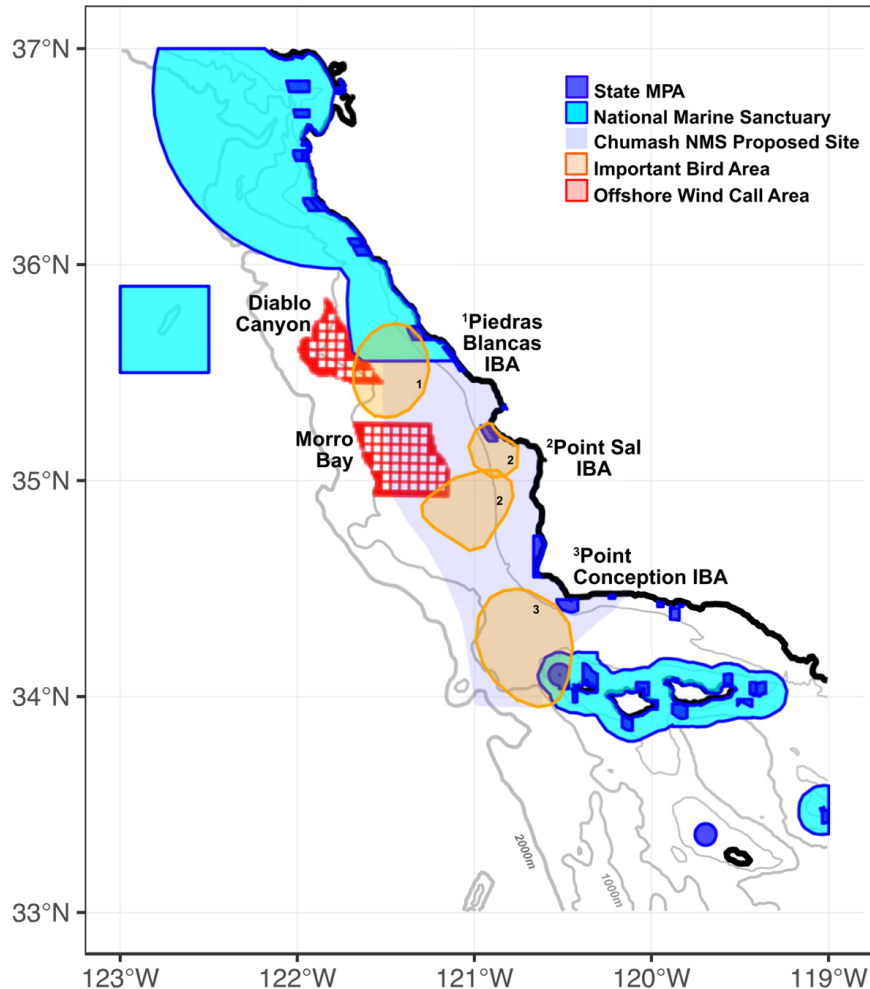 37°N
State MPA
National Marine Sanctuary
Chumash NMS Proposed Site
Important Bird Area
Offshore Wind Call Area
36°N
Diablo
Canyon
¹Piedras
Blancas
IBA
1
Morro
Bay
²Point Sal
IBA
2
35°N
2
³Point
Conception IBA
3
34°N
2000m
1000m
33°N
123°W
122°W
121°W
120°W
119°W